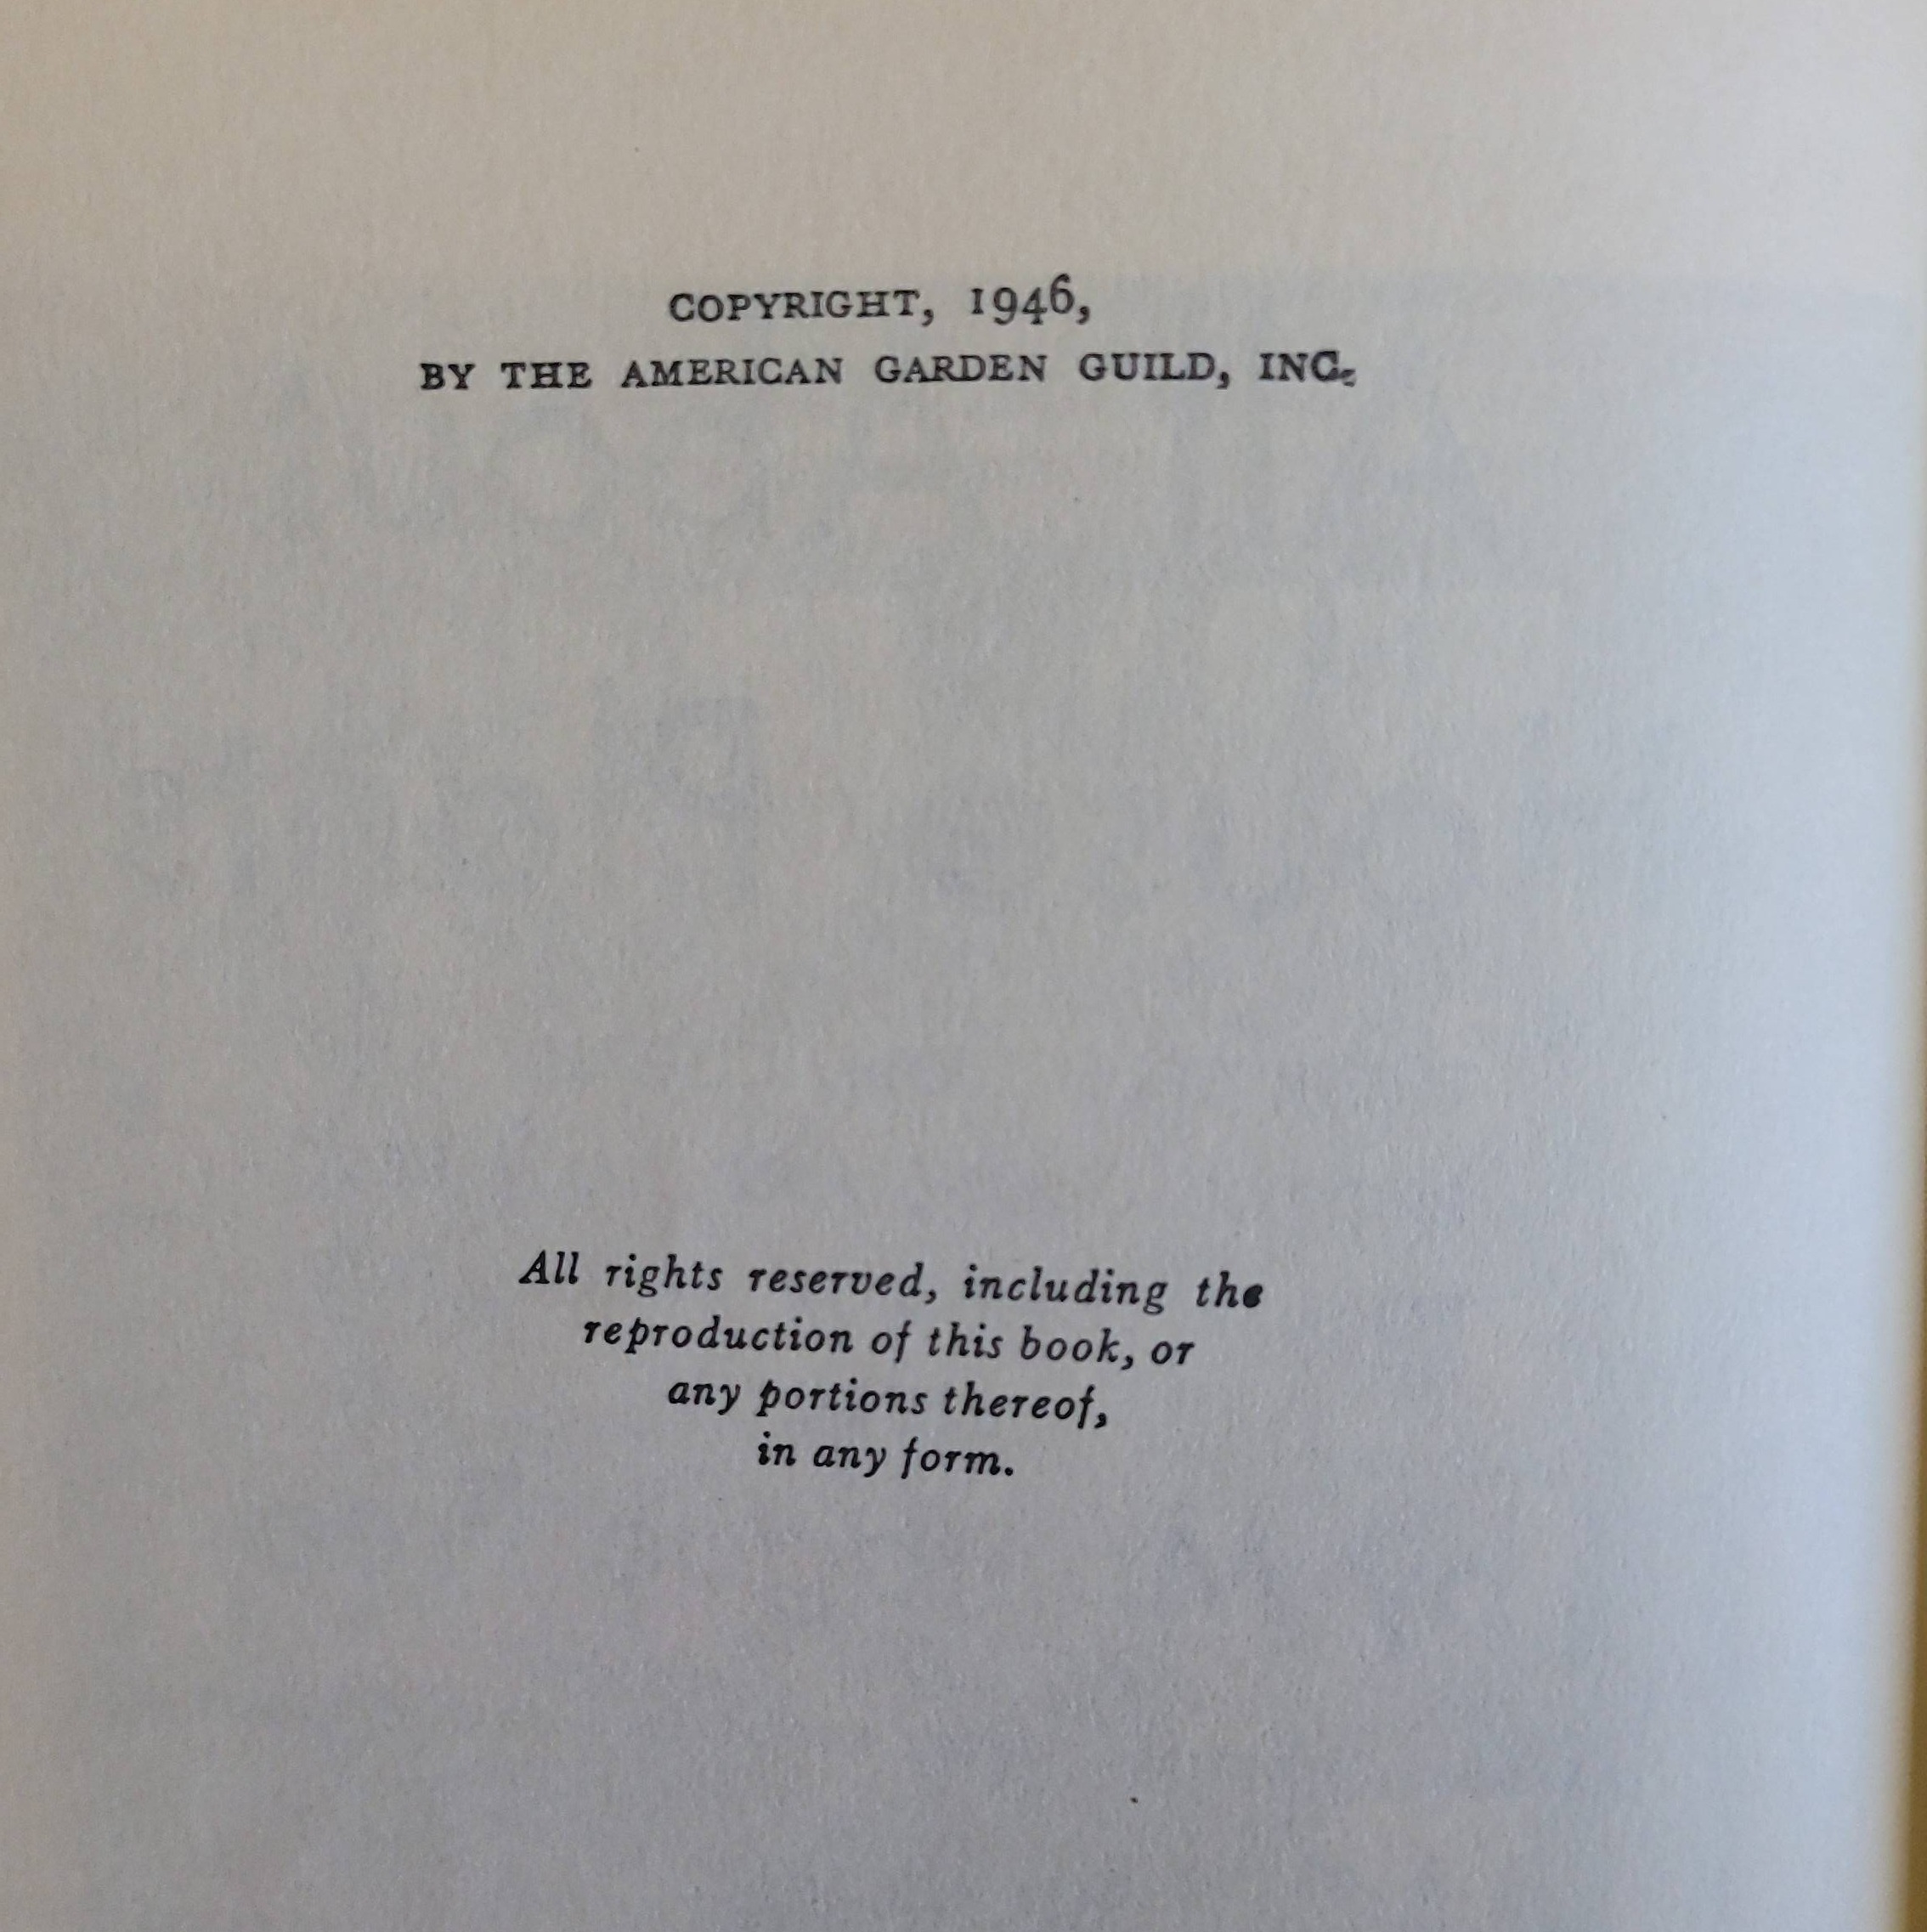 COPYRIGHT, 1946,
BY THE AMERICAN GARDEN GUILD, INC.
All rights reserved, including the
reproduction of this book, or
any portions thereof,
in any form.